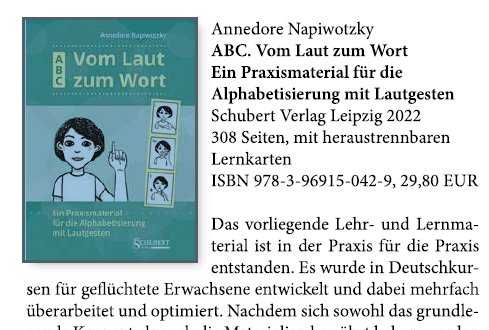 A
B
C
Vom Laut
zum Wort
Ein Praxismaterial
für die Alphabetisierung
mit Lautgesten
SCHUBERT
Annedore Napiwotzky
ABC. Vom Laut zum Wort
Ein Praxismaterial für die
Alphabetisierung mit Lautgesten
Schubert Verlag Leipzig 2022
308 Seiten, mit heraustrennbaren
Lernkarten
ISBN 978-3-96915-042-9, 29,80 EUR
Das vorliegende Lehr- und Lernma-
terial ist in der Praxis für die Praxis
entstanden. Es wurde in Deutschkur-
sen für geflüchtete Erwachsene entwickelt und dabei mehrfach
überarbeitet und optimiert. Nachdem sich sowohl das grundle-